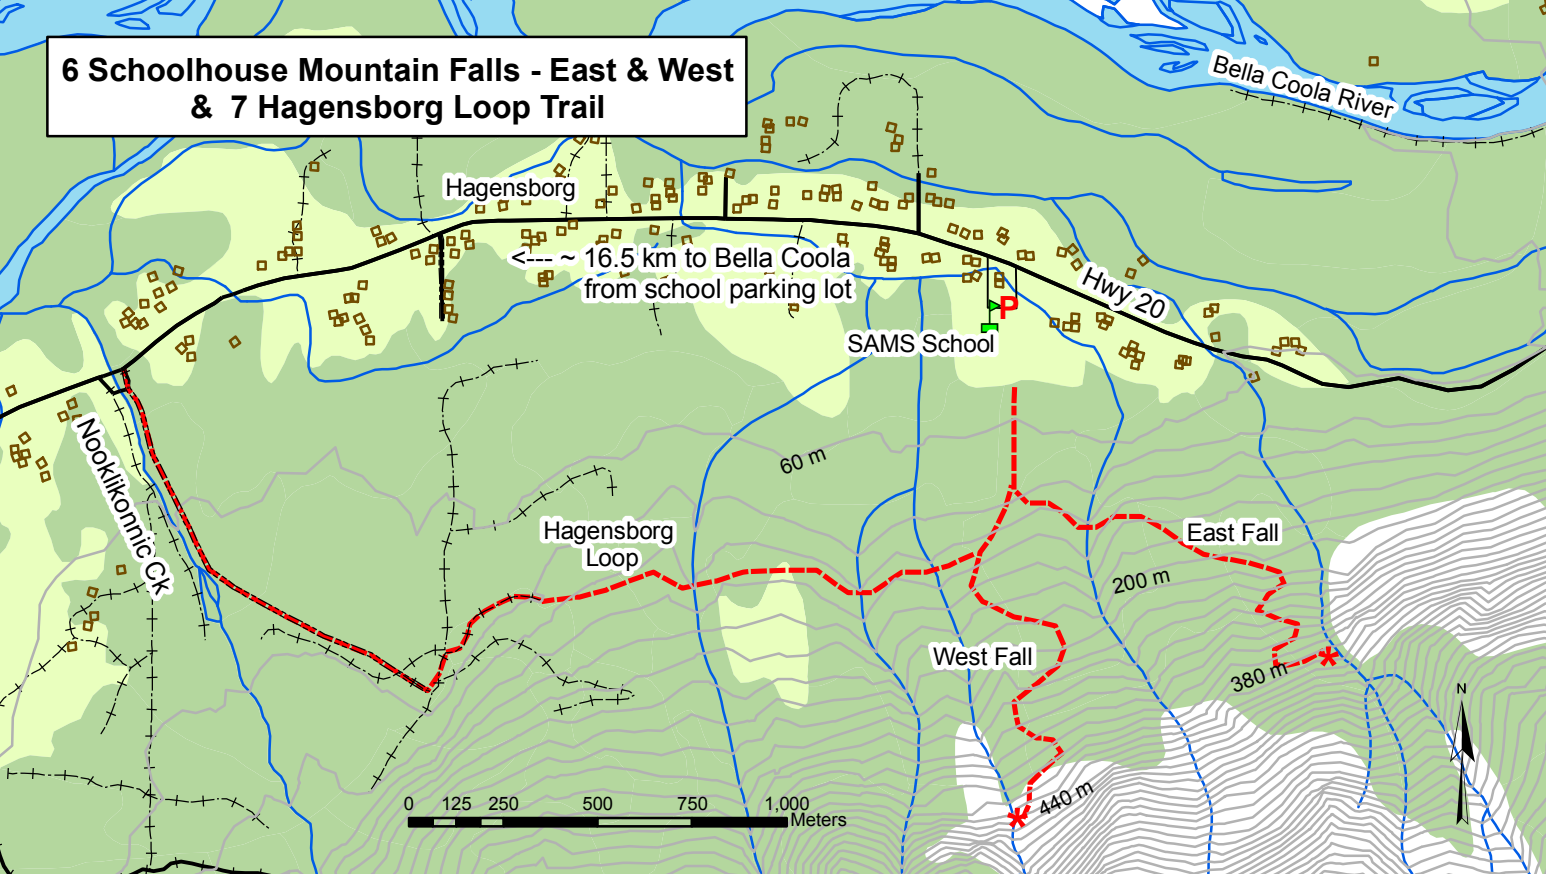 6 Schoolhouse Mountain Falls - East & West
& 7 Hagensborg Loop Trail
Bella Coola River
Hagensborg
<--- ~ 16.5 km to Bella Coola
from school parking lot
Hwy 20
P
SAMS School
Nooklikonnic Ck
60 m
Hagensborg
Loop
East Fall
200 m
West Fall
380 m
N
440 m
0 125 250 500 750 1,000
Meters